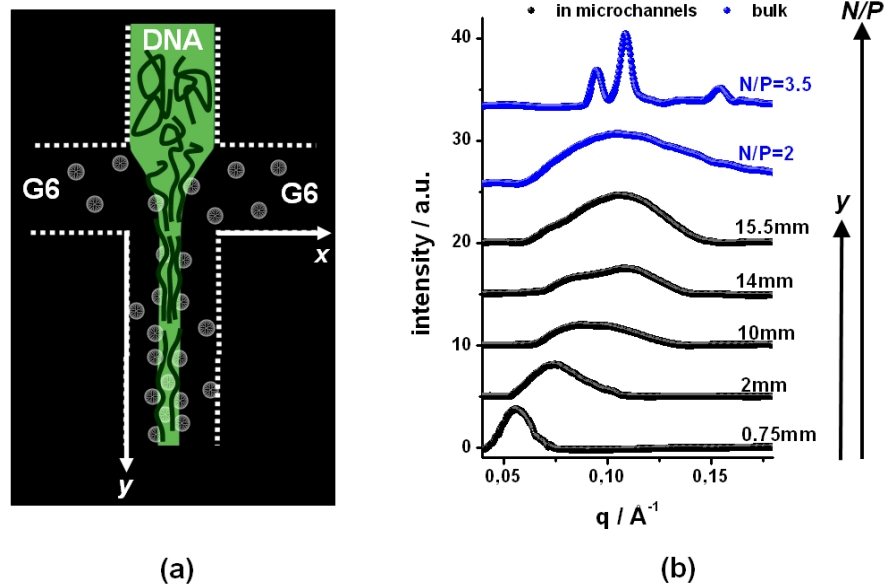 DNA
G6
G6
x
y
(a)
in microchannels
bulk
N/P
40
N/P=3.5
30
N/P=2
y
15.5mm
20
14mm
10mm
10
2mm
0.75mm
0
intensity / a.u.
0,05
0,10
0,15
q / Å⁻¹
(b)